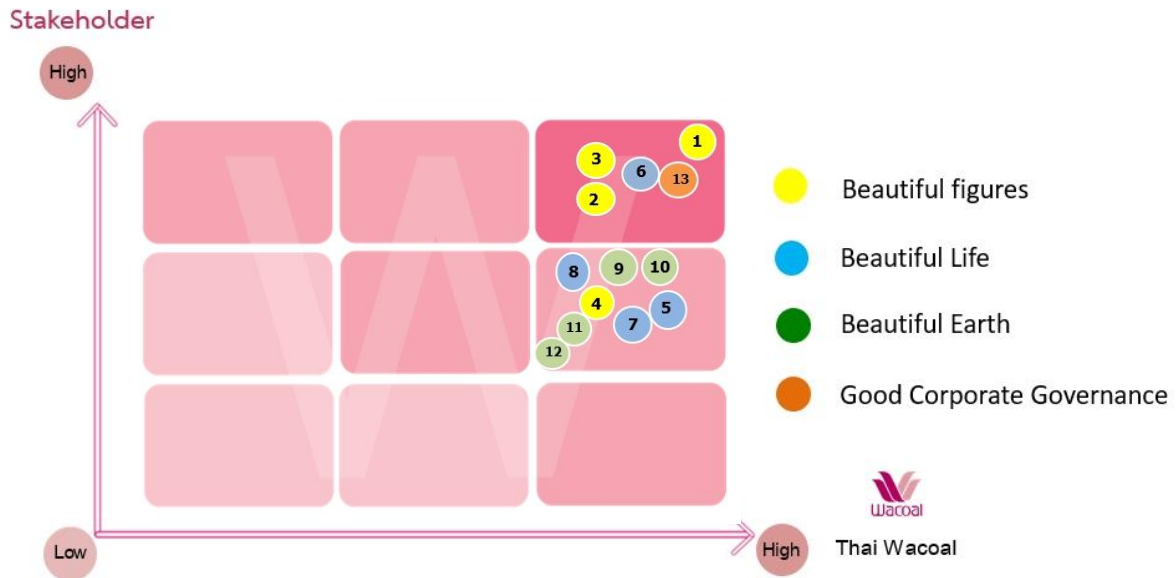 Stakeholder
High
1
3
6
13
2
8
9
10
4
5
7
11
12
Beautiful figures
Beautiful Life
Beautiful Earth
Good Corporate Governance
Wacoal
Low
High
Thai Wacoal